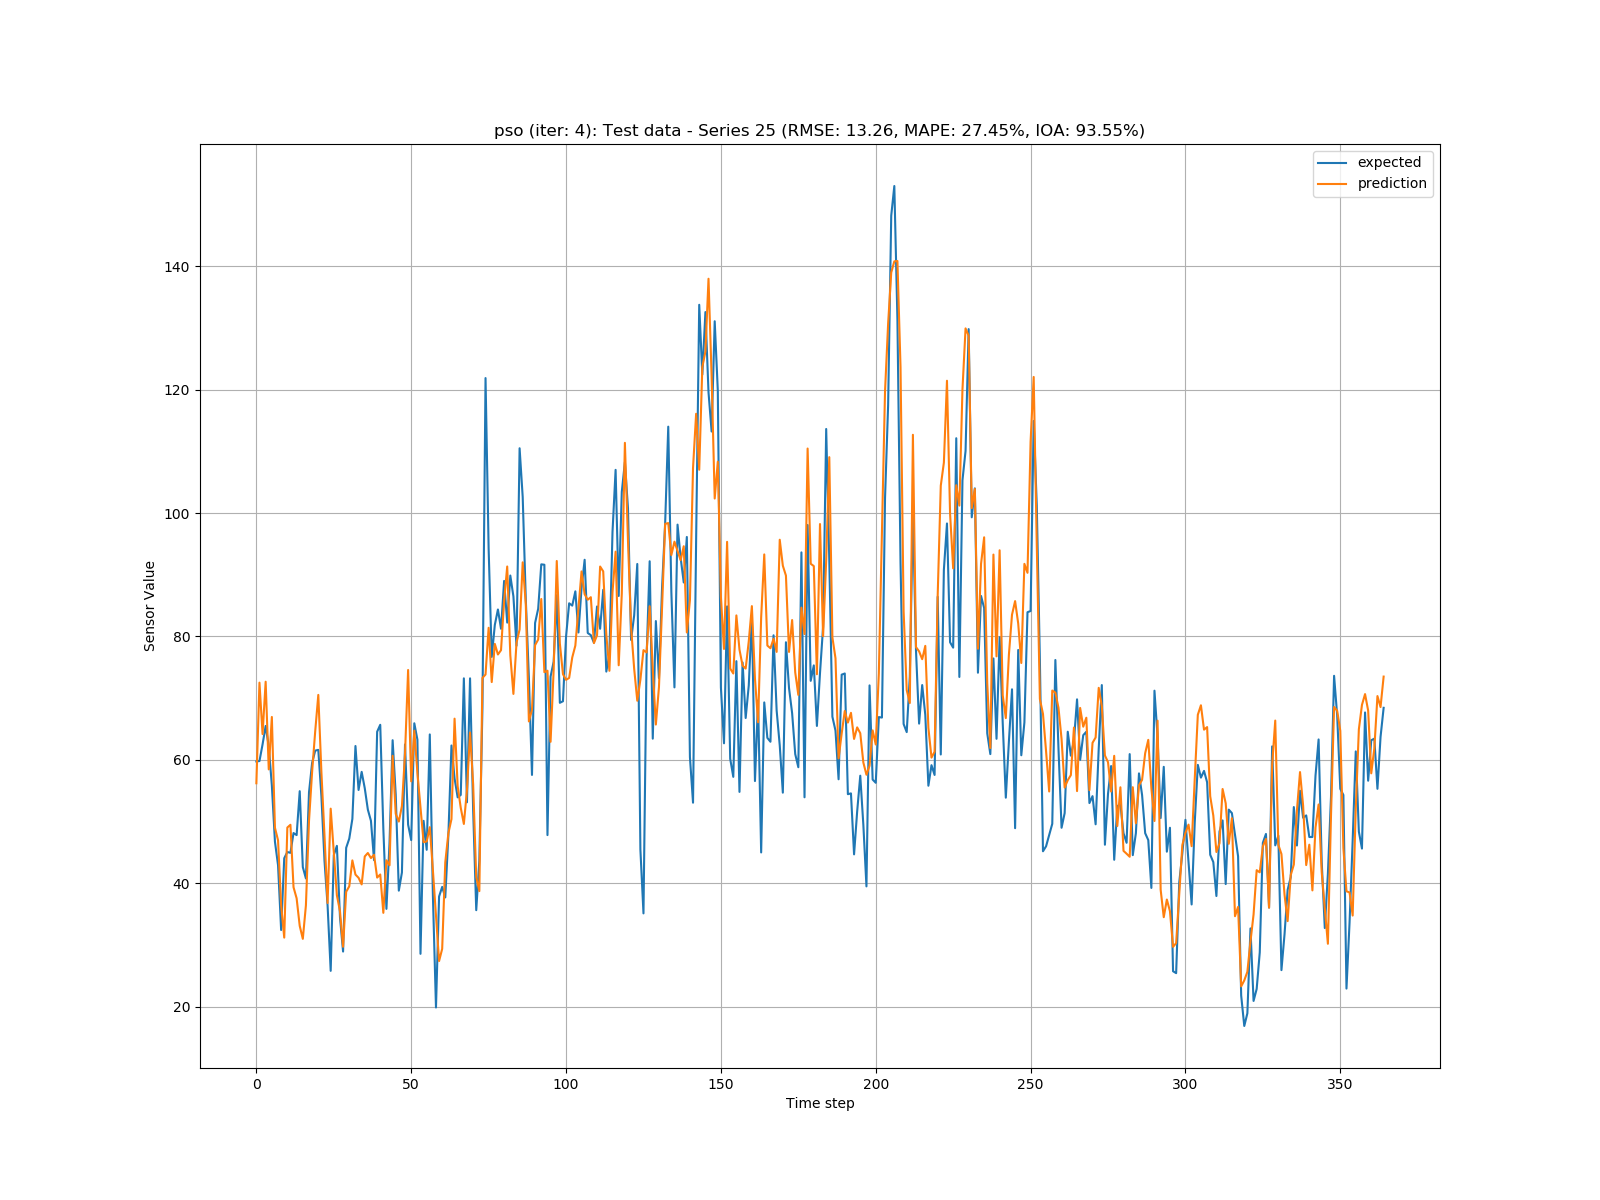 pso (iter: 4): Test data - Series 25 (RMSE: 13.26, MAPE: 27.45%, IOA: 93.55%)
expected
prediction
140
120
100
80
60
40
20
Sensor Value
0 50 100 150 200 250 300 350
Time step